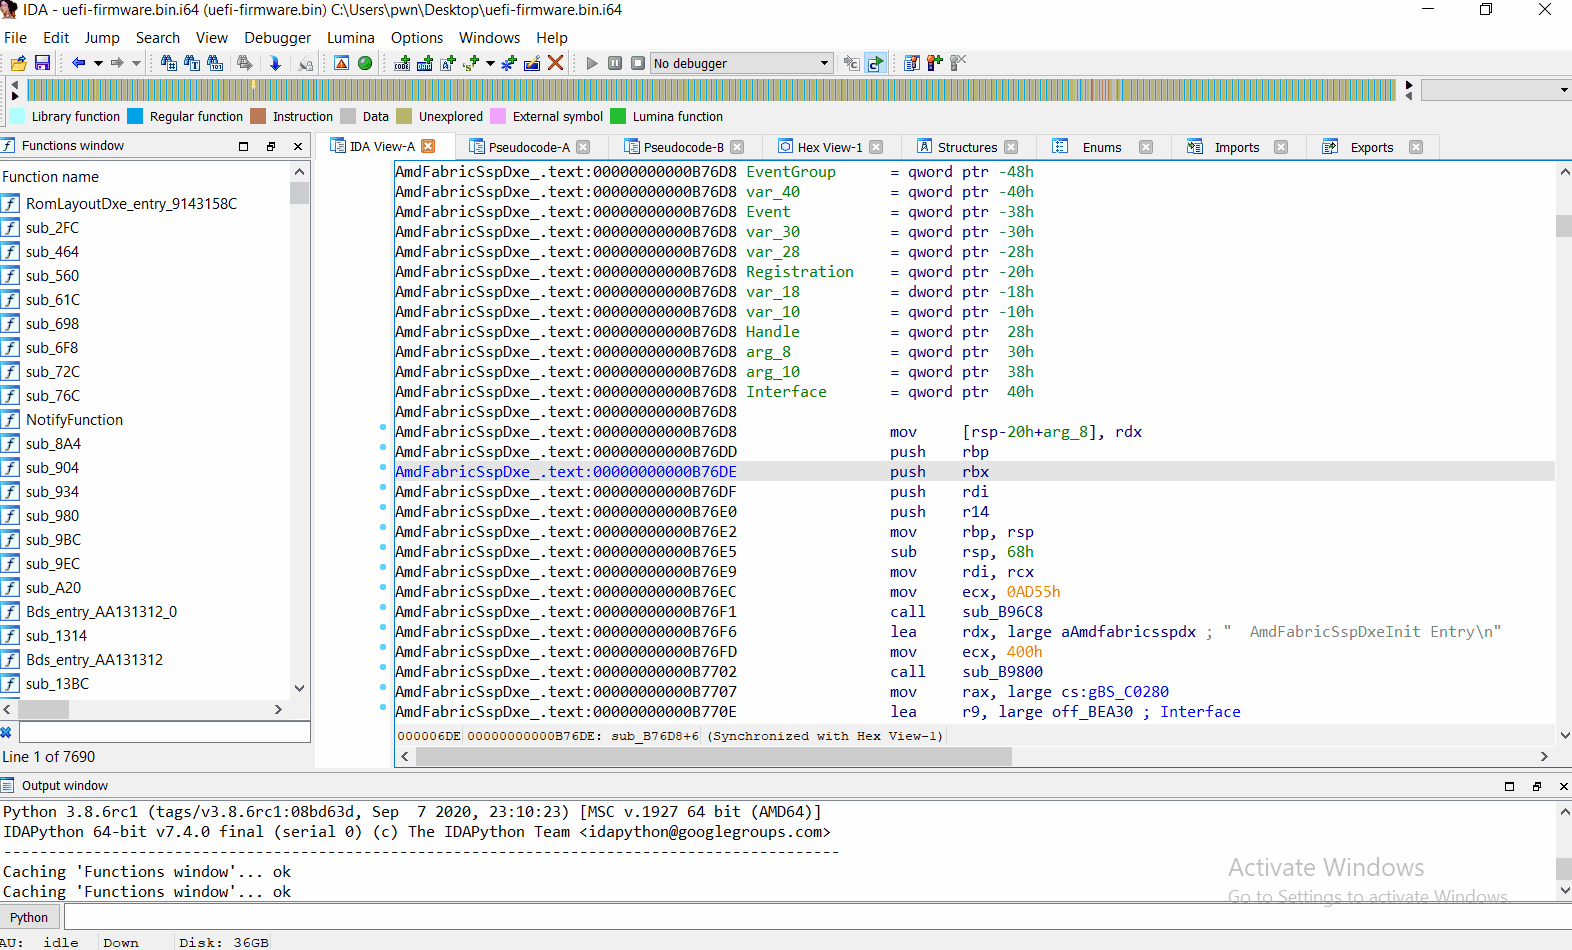 IDA - uefi-firmware.bin.i64 (uefi-firmware.bin) C:\Users\pwn\Desktop\uefi-firmware.bin.i64
File Edit Jump Search View Debugger Lumina Options Windows Help
No debugger
Library function Regular function Instruction Data Unexplored External symbol Lumina function
Functions window
IDA View-A Pseudocode-A Pseudocode-B Hex View-1 Structures Enums Imports Exports
Function name
RomLayoutDxe_entry_9143158C
sub_2FC
sub_464
sub_560
sub_61C
sub_698
sub_6F8
sub_72C
sub_76C
NotifyFunction
sub_8A4
sub_904
sub_934
sub_980
sub_9BC
sub_9EC
sub_A20
Bds_entry_AA131312_0
sub_1314
Bds_entry_AA131312
sub_13BC
Line 1 of 7690
AmdFabricSspDxe_.text:00000000000B76D8 EventGroup = qword ptr -48h
AmdFabricSspDxe_.text:00000000000B76D8 var_40 = qword ptr -40h
AmdFabricSspDxe_.text:00000000000B76D8 Event = qword ptr -38h
AmdFabricSspDxe_.text:00000000000B76D8 var_30 = qword ptr -30h
AmdFabricSspDxe_.text:00000000000B76D8 var_28 = qword ptr -28h
AmdFabricSspDxe_.text:00000000000B76D8 Registration = qword ptr -20h
AmdFabricSspDxe_.text:00000000000B76D8 var_18 = dword ptr -18h
AmdFabricSspDxe_.text:00000000000B76D8 var_10 = qword ptr -10h
AmdFabricSspDxe_.text:00000000000B76D8 Handle = qword ptr 28h
AmdFabricSspDxe_.text:00000000000B76D8 arg_8 = qword ptr 30h
AmdFabricSspDxe_.text:00000000000B76D8 arg_10 = qword ptr 38h
AmdFabricSspDxe_.text:00000000000B76D8 Interface = qword ptr 40h
AmdFabricSspDxe_.text:00000000000B76D8
AmdFabricSspDxe_.text:00000000000B76D8 mov [rsp-20h+arg_8], rdx
AmdFabricSspDxe_.text:00000000000B76DD push rbp
AmdFabricSspDxe_.text:00000000000B76DE push rbx
AmdFabricSspDxe_.text:00000000000B76DF push rdi
AmdFabricSspDxe_.text:00000000000B76E0 push r14
AmdFabricSspDxe_.text:00000000000B76E2 mov rbp, rsp
AmdFabricSspDxe_.text:00000000000B76E5 sub rsp, 68h
AmdFabricSspDxe_.text:00000000000B76E9 mov rdi, rcx
AmdFabricSspDxe_.text:00000000000B76EC mov ecx, 0AD55h
AmdFabricSspDxe_.text:00000000000B76F1 call sub_B96C8
AmdFabricSspDxe_.text:00000000000B76F6 lea rdx, large aAmdfabricsspdx ; "  AmdFabricSspDxeInit Entry\n"
AmdFabricSspDxe_.text:00000000000B76FD mov ecx, 400h
AmdFabricSspDxe_.text:00000000000B7702 call sub_B9800
AmdFabricSspDxe_.text:00000000000B7707 mov rax, large cs:gBS_C0280
AmdFabricSspDxe_.text:00000000000B770E lea r9, large off_BEA30 ; Interface
000006DE 00000000000B76DE: sub_B76D8+6 (Synchronized with Hex View-1)
Output window
Python 3.8.6rc1 (tags/v3.8.6rc1:08bd63d, Sep  7 2020, 23:10:23) [MSC v.1927 64 bit (AMD64)]
IDAPython 64-bit v7.4.0 final (serial 0) (c) The IDAPython Team <idapython@googlegroups.com>
---------------------------------------------------------------------------------------------
Caching 'Functions window'... ok
Caching 'Functions window'... ok
Activate Windows
Go to Settings to activate Windows.
Python
AU: idle Down Disk: 36GB